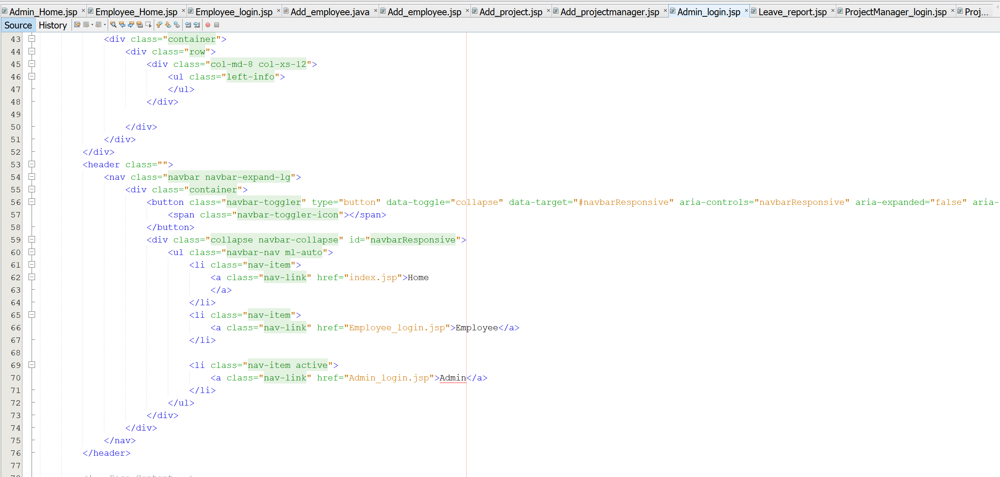 Admin_Home.jsp × Employee_Home.jsp × Employee_login.jsp × Add_employee.java × Add_employee.jsp × Add_project.jsp × Add_projectmanager.jsp × Admin_login.jsp × Leave_report.jsp × ProjectManager_login.jsp × Proj...
Source History
43 <div class="container">
44 <div class="row">
45 <div class="col-md-8 col-xs-12">
46 <ul class="left-info">
47 </ul>
48 </div>
49
50 </div>
51 </div>
52 </div>
53 <header class="">
54 <nav class="navbar navbar-expand-lg">
55 <div class="container">
56 <button class="navbar-toggler" type="button" data-toggle="collapse" data-target="#navbarResponsive" aria-controls="navbarResponsive" aria-expanded="false" aria-
57 <span class="navbar-toggler-icon"></span>
58 </button>
59 <div class="collapse navbar-collapse" id="navbarResponsive">
60 <ul class="navbar-nav ml-auto">
61 <li class="nav-item">
62 <a class="nav-link" href="index.jsp">Home
63 </a>
64 </li>
65 <li class="nav-item">
66 <a class="nav-link" href="Employee_login.jsp">Employee</a>
67 </li>
68
69 <li class="nav-item active">
70 <a class="nav-link" href="Admin_login.jsp">Admin</a>
71 </li>
72 </ul>
73 </div>
74 </div>
75 </nav>
76 </header>
77